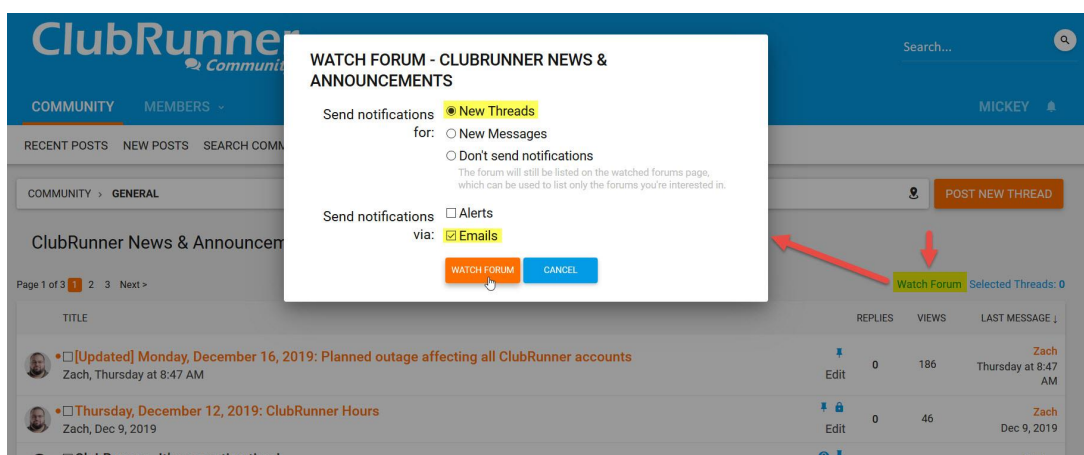 ClubRunner
Communit
Search...
COMMUNITY MEMBERS MICKEY
RECENT POSTS NEW POSTS SEARCH COMM
COMMUNITY > GENERAL POST NEW THREAD
WATCH FORUM - CLUBRUNNER NEWS &
ANNOUNCEMENTS
Send notifications for: New Threads
New Messages
Don't send notifications
The forum will still be listed on the watched forums page,
which can be used to list only the forums you're interested in.
Send notifications via: Alerts
Emails
WATCH FORUM CANCEL
ClubRunner News & Announcem
Page 1 of 3 1 2 3 Next >
Watch Forum Selected Threads: 0
TITLE REPLIES VIEWS LAST MESSAGE ↓
[Updated] Monday, December 16, 2019: Planned outage affecting all ClubRunner accounts
Zach, Thursday at 8:47 AM
Edit 0 186
Zach
Thursday at 8:47
AM
Thursday, December 12, 2019: ClubRunner Hours
Zach, Dec 9, 2019
Edit 0 46
Zach
Dec 9, 2019